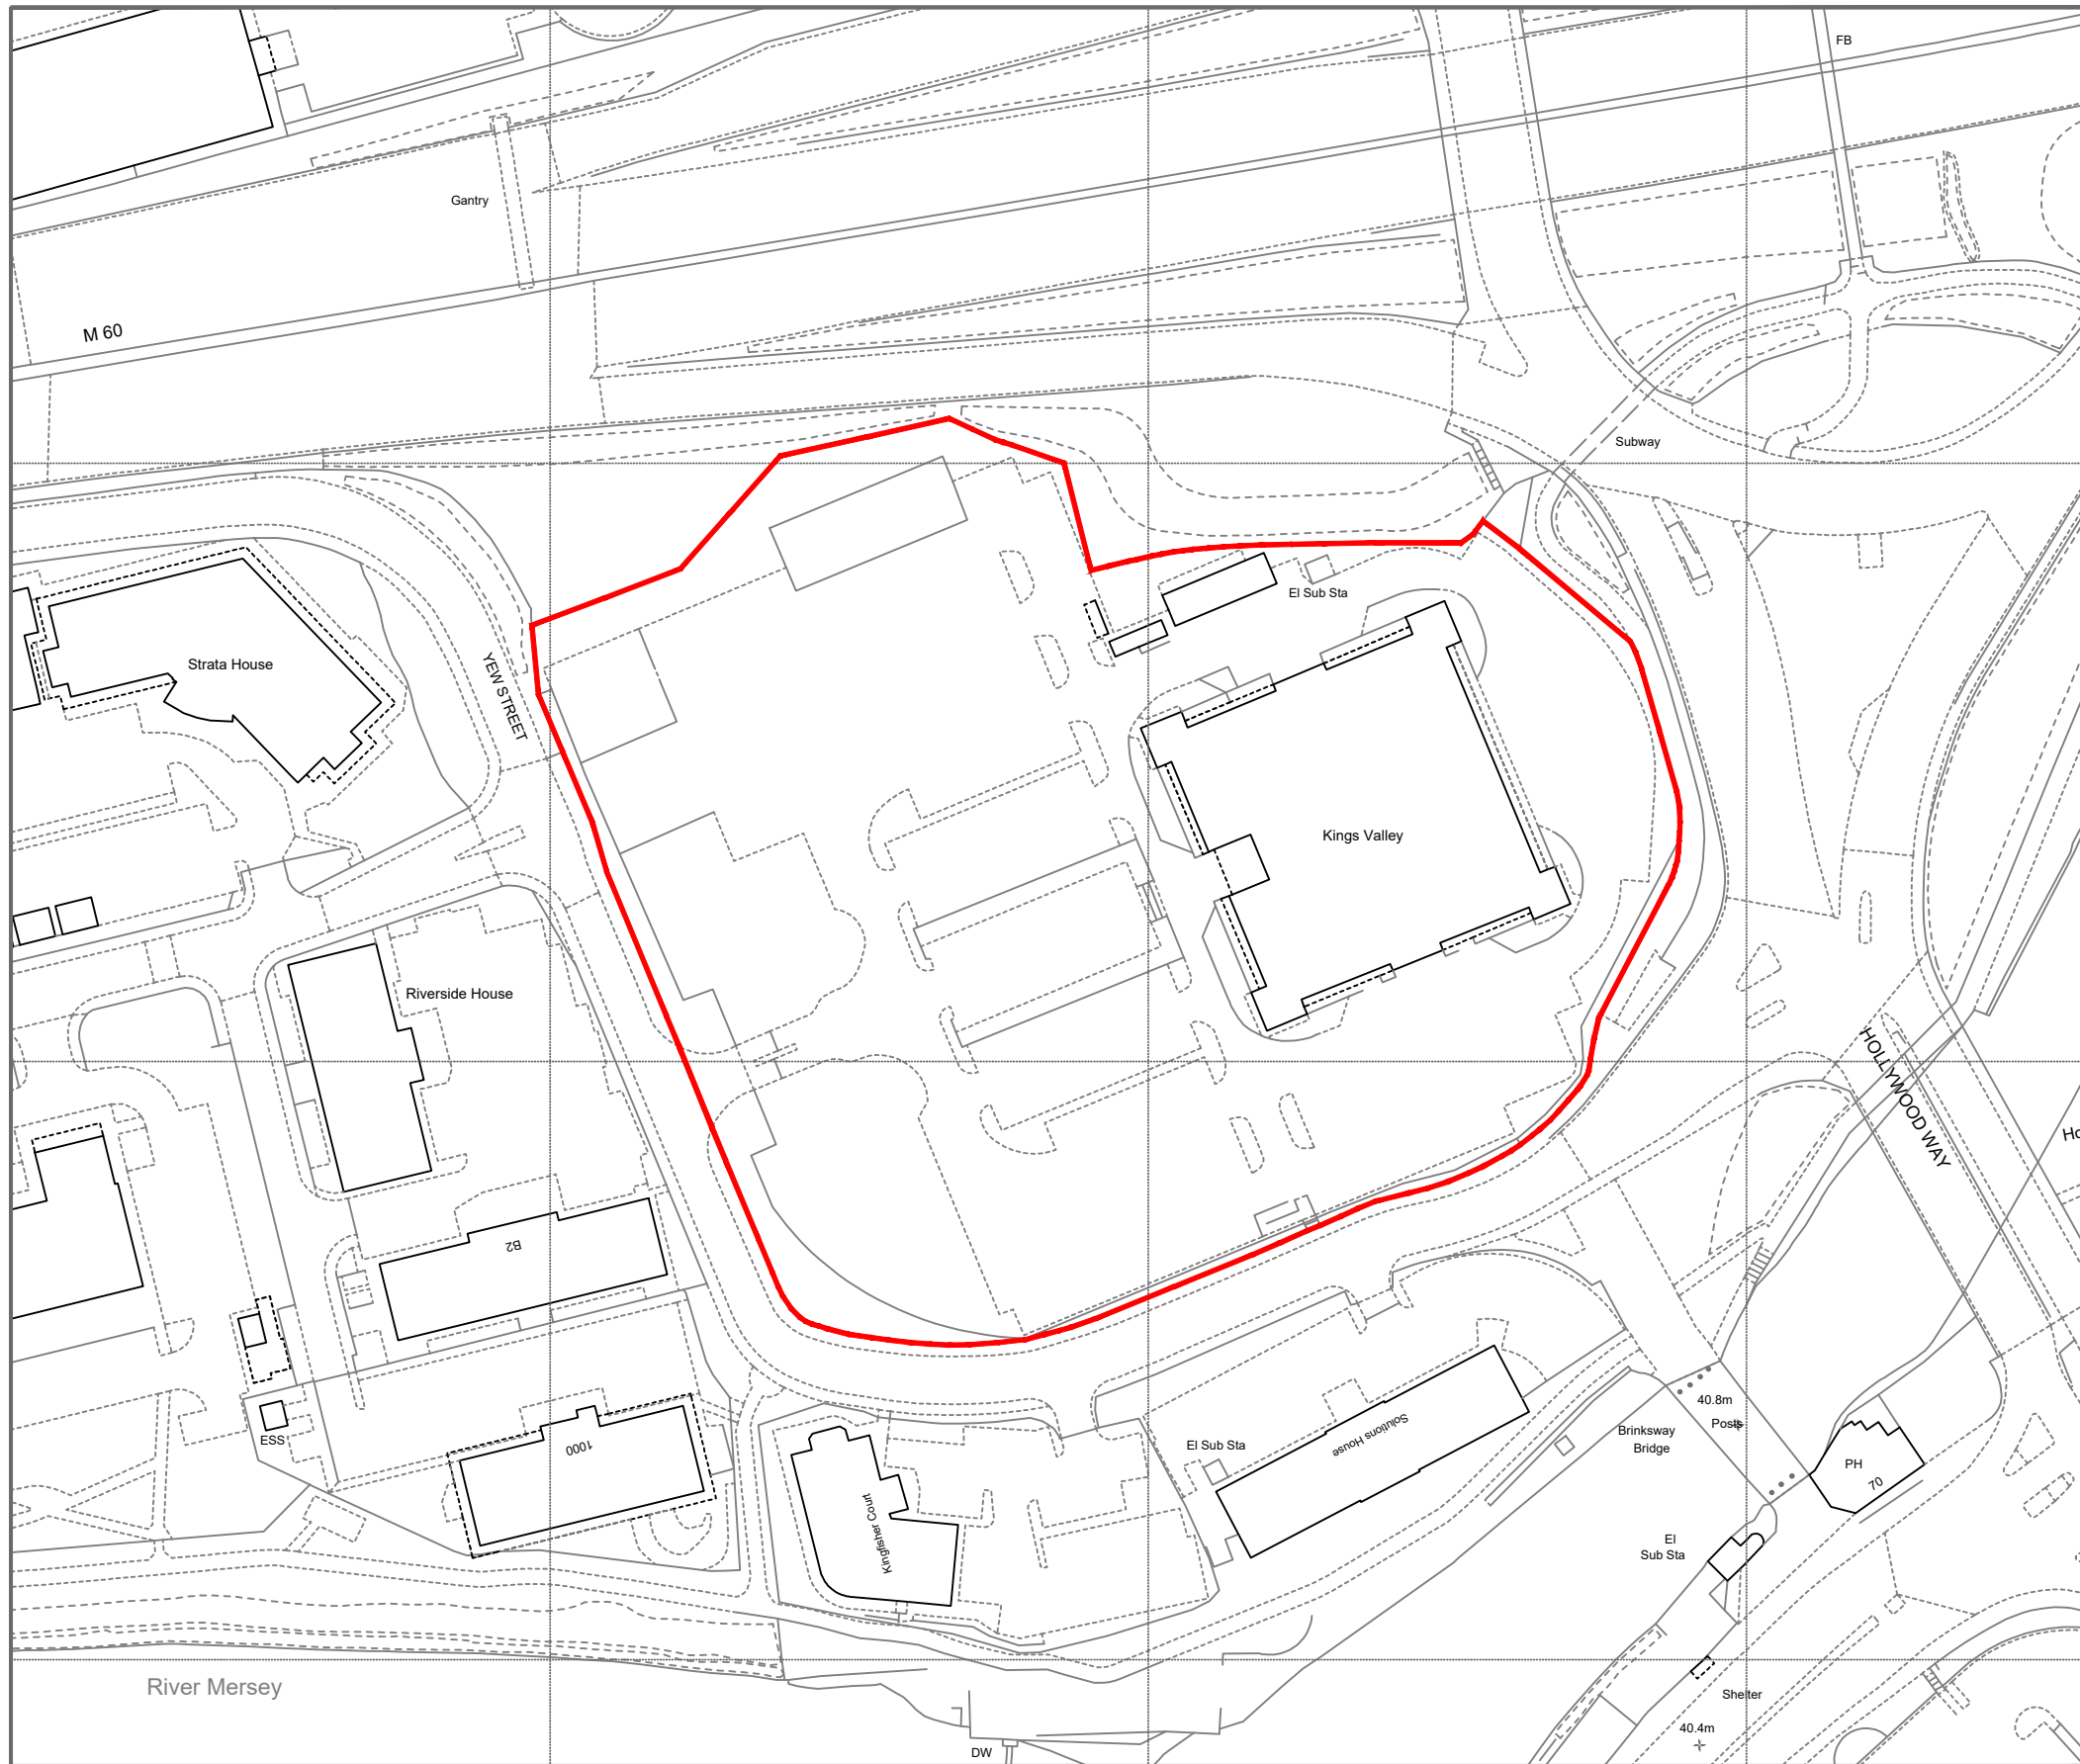 FB
Gantry
M 60
Subway
El Sub Sta
Strata House
YEW STREET
Kings Valley
Riverside House
HOLLYWOOD WAY
Ho
B2
40.8m
Posts
ESS
1000
Solutions House
El Sub Sta
Brinksway
Bridge
PH
70
Kingfisher Court
El
Sub Sta
River Mersey
Shelter
40.4m
DW